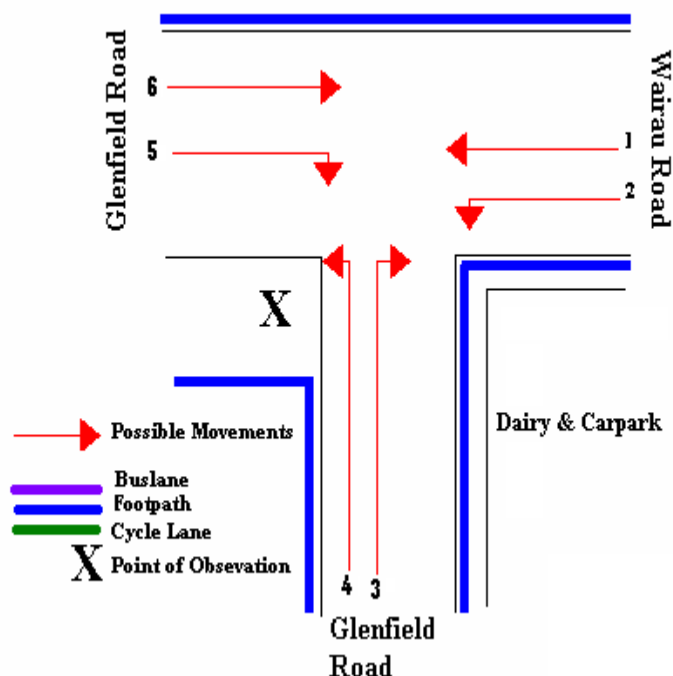 Glenfield Road
Wairau Road
6
5
1
2
X
Dairy & Carpark
Possible Movements
Buslane
Footpath
Cycle Lane
X Point of Obsevation
4 3
Glenfield
Road